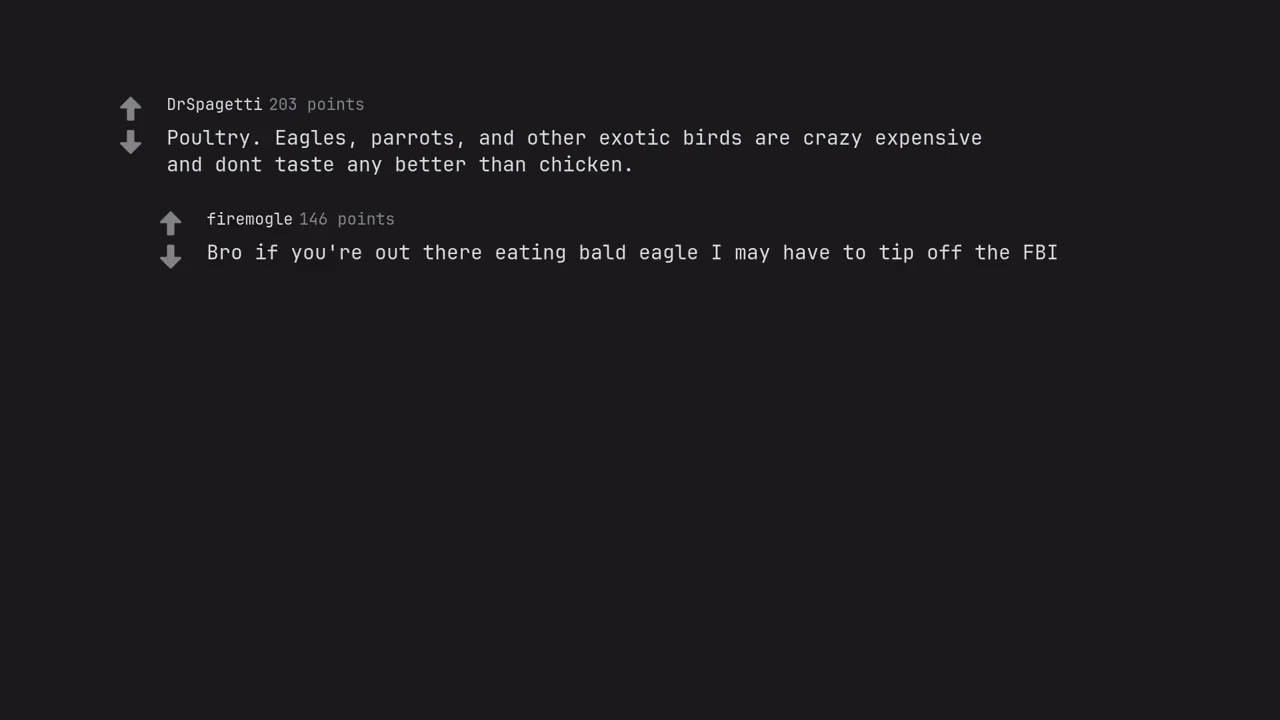 DrSpagetti 203 points
Poultry. Eagles, parrots, and other exotic birds are crazy expensive
and dont taste any better than chicken.
firemogle 146 points
Bro if you're out there eating bald eagle I may have to tip off the FBI